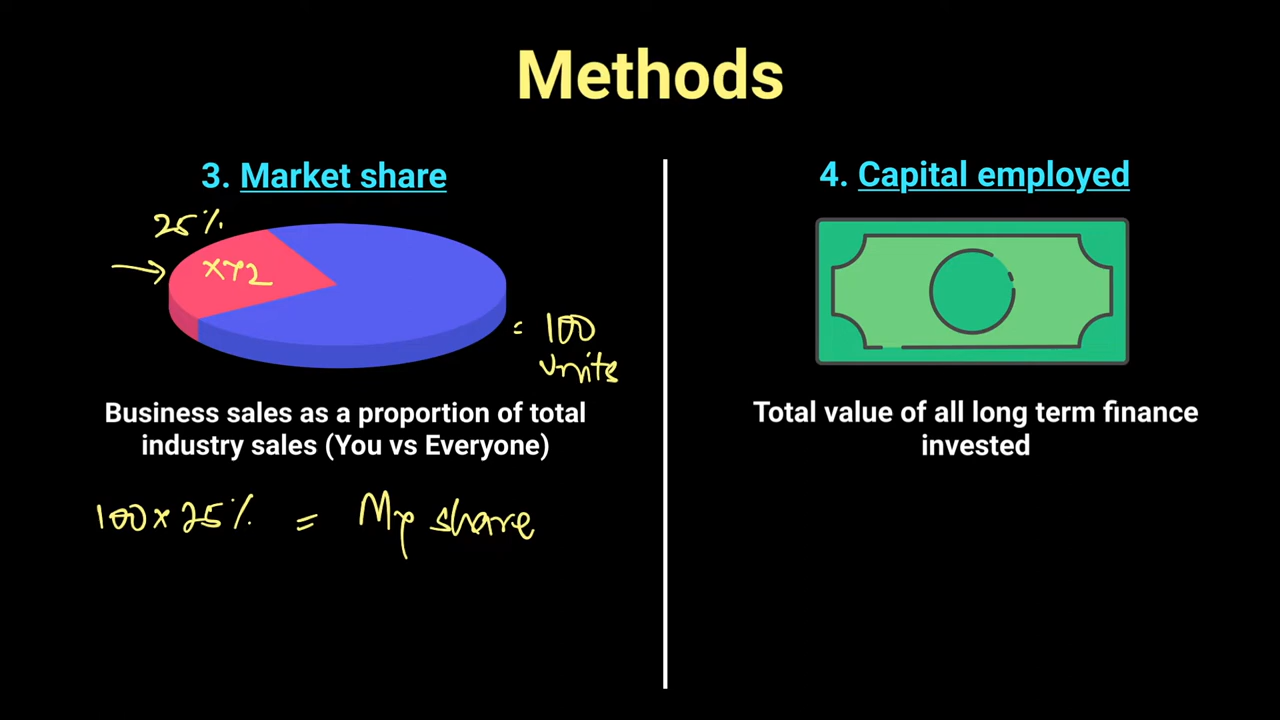 Methods
3. Market share
25%
→ XYZ
= 100
units
Business sales as a proportion of total
industry sales (You vs Everyone)
100 x 25% = My share
4. Capital employed
Total value of all long term finance
invested